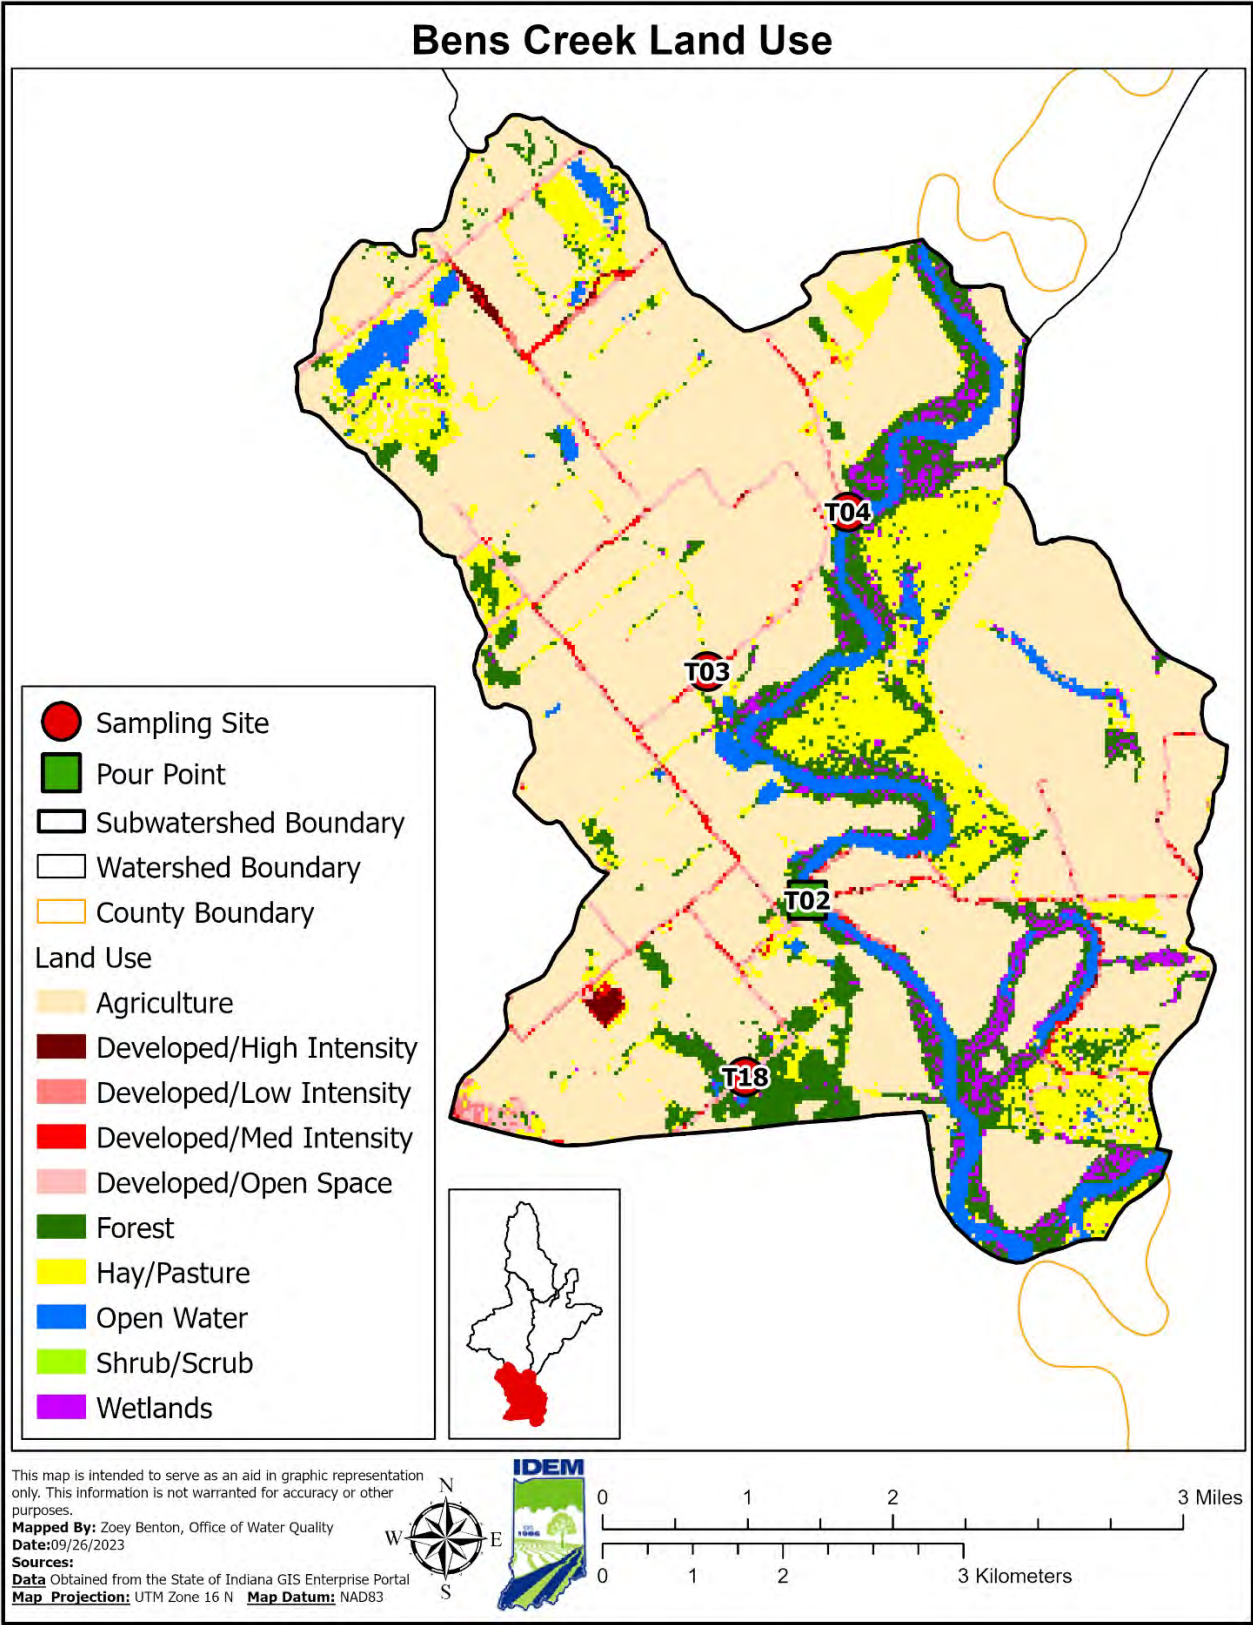 Bens Creek Land Use
T04
T03
T02
T18
Sampling Site
Pour Point
Subwatershed Boundary
Watershed Boundary
County Boundary
Land Use
Agriculture
Developed/High Intensity
Developed/Low Intensity
Developed/Med Intensity
Developed/Open Space
Forest
Hay/Pasture
Open Water
Shrub/Scrub
Wetlands
This map is intended to serve as an aid in graphic representation
only. This information is not warranted for accuracy or other
purposes.
Mapped By: Zoey Benton, Office of Water Quality
Date:09/26/2023
Sources:
Data Obtained from the State of Indiana GIS Enterprise Portal
Map Projection: UTM Zone 16 N Map Datum: NAD83
N
W E
S
IDEM
EST.
1986
0 1 2 3 Miles
0 1 2 3 Kilometers